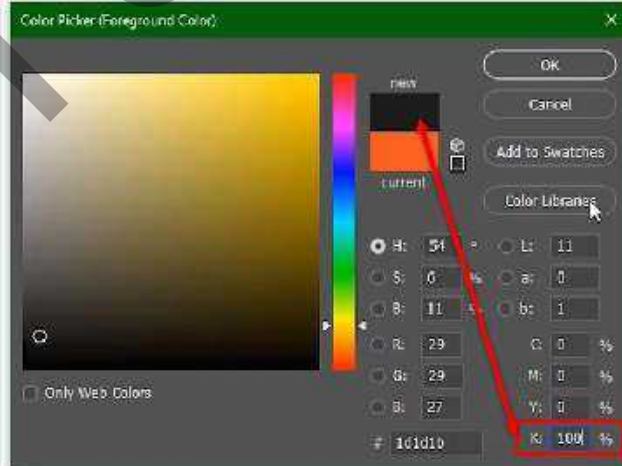 Color Picker (Foreground Color)
new
current
OK
Cancel
Add to Swatches
Color Libraries
H: 54 °
S: 6 %
B: 11 %
R: 29
G: 29
B: 27
# 1d1d1b
L: 11
a: 0
b: 1
C: 0 %
M: 0 %
Y: 0 %
K: 100 %
Only Web Colors